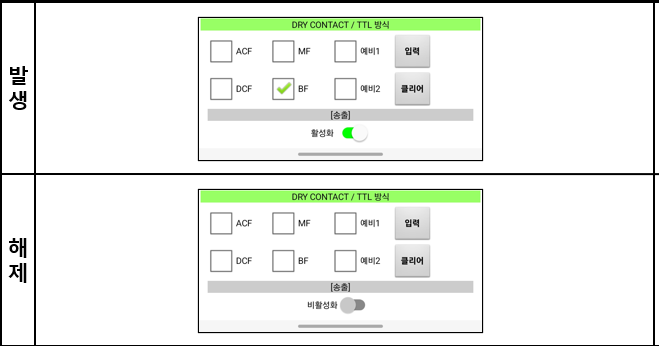 발생
DRY CONTACT / TTL 방식
ACF MF 예비1 입력
DCF BF 예비2 클리어
[송출]
활성화
해제
DRY CONTACT / TTL 방식
ACF MF 예비1 입력
DCF BF 예비2 클리어
[송출]
비활성화